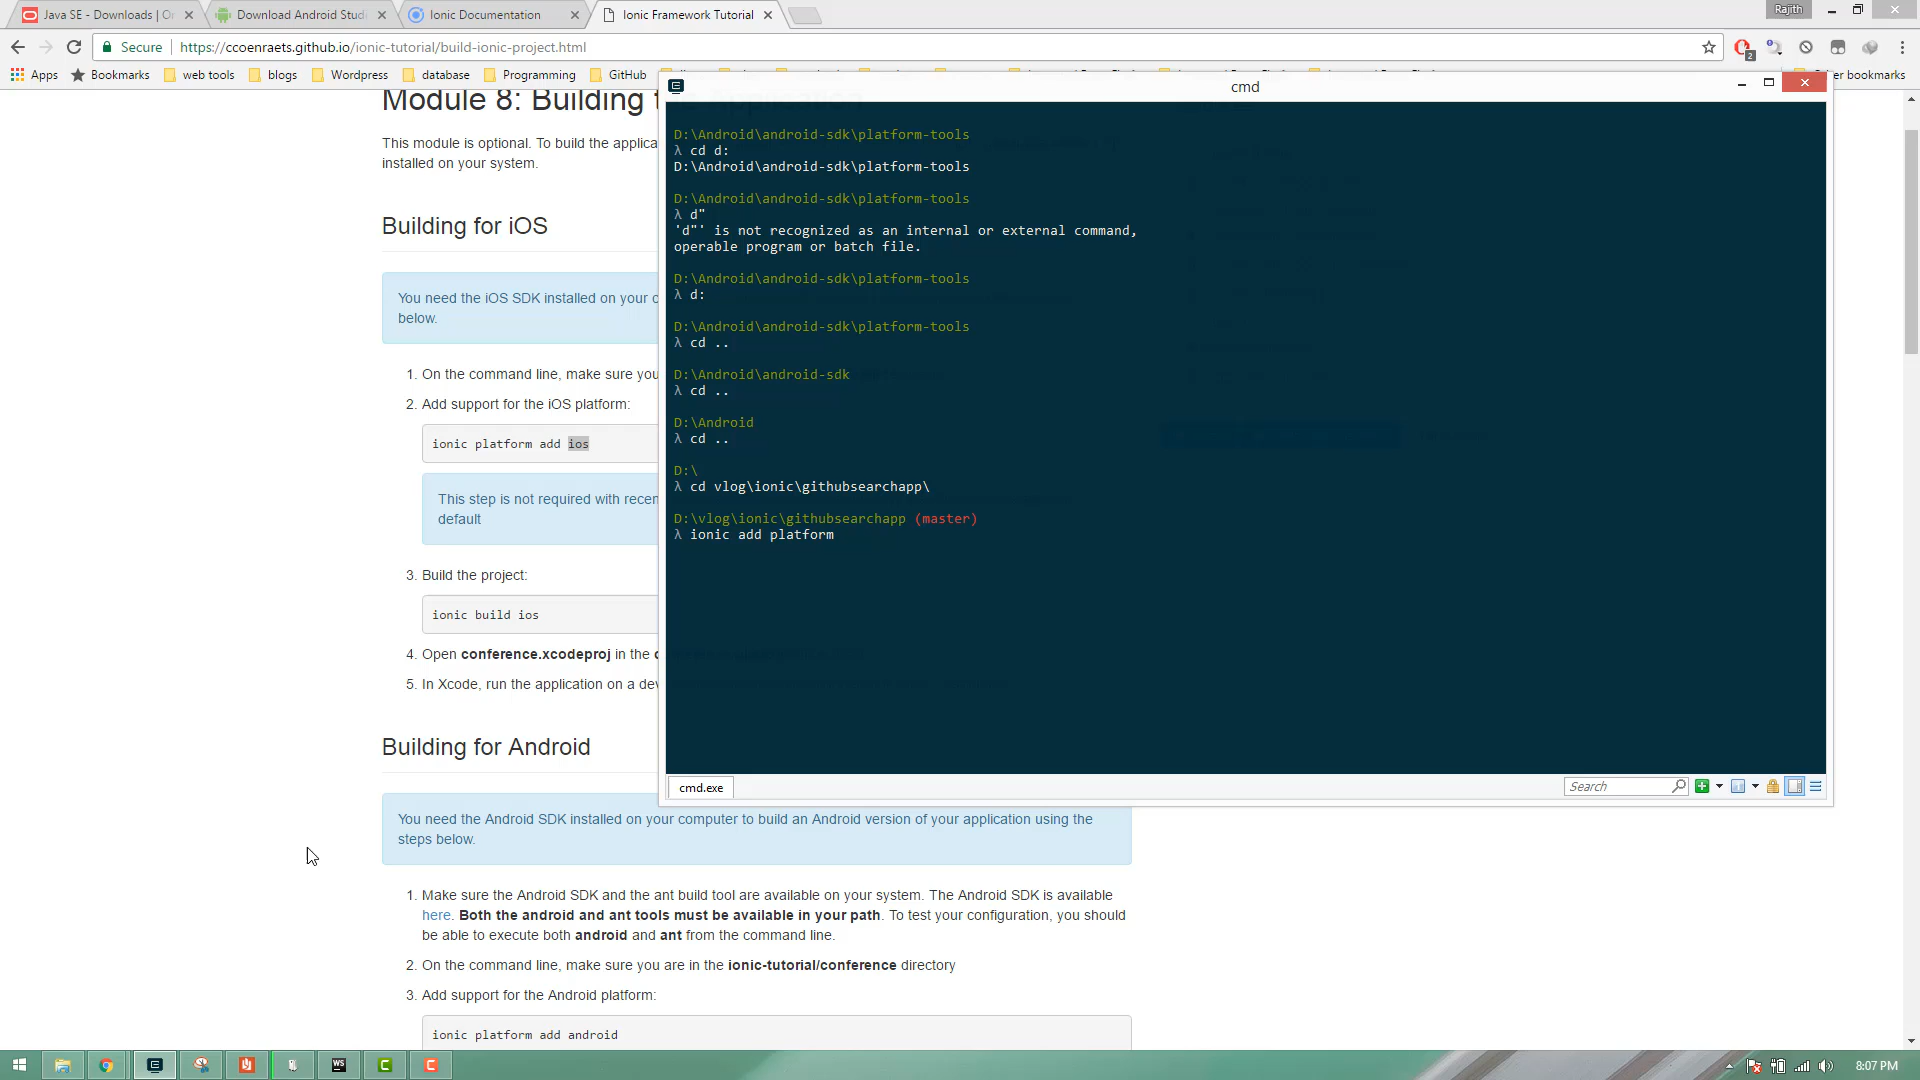 Java SE - Downloads | Or
Download Android Stud
Ionic Documentation
Ionic Framework Tutorial
Rajith
Secure
https://ccoenraets.github.io/ionic-tutorial/build-ionic-project.html
2
Apps
Bookmarks
web tools
blogs
Wordpress
database
Programming
GitHub
er bookmarks
Module 8: Building t
This module is optional. To build the applica
installed on your system.
Building for iOS
You need the iOS SDK installed on your c
below.
1. On the command line, make sure you
2. Add support for the iOS platform:
ionic platform add ios
This step is not required with recen
default
3. Build the project:
ionic build ios
4. Open conference.xcodeproj in the
5. In Xcode, run the application on a dev
Building for Android
You need the Android SDK installed on your computer to build an Android version of your application using the
steps below.
1. Make sure the Android SDK and the ant build tool are available on your system. The Android SDK is available
here. Both the android and ant tools must be available in your path. To test your configuration, you should
be able to execute both android and ant from the command line.
2. On the command line, make sure you are in the ionic-tutorial/conference directory
3. Add support for the Android platform:
ionic platform add android
cmd
D:\Android\android-sdk\platform-tools
λ cd d:
D:\Android\android-sdk\platform-tools
D:\Android\android-sdk\platform-tools
λ d"
'd"' is not recognized as an internal or external command,
operable program or batch file.
D:\Android\android-sdk\platform-tools
λ d:
D:\Android\android-sdk\platform-tools
λ cd ..
D:\Android\android-sdk
λ cd ..
D:\Android
λ cd ..
D:\
λ cd vlog\ionic\githubsearchapp\
D:\vlog\ionic\githubsearchapp (master)
λ ionic add platform
cmd.exe
Search
WS
8:07 PM